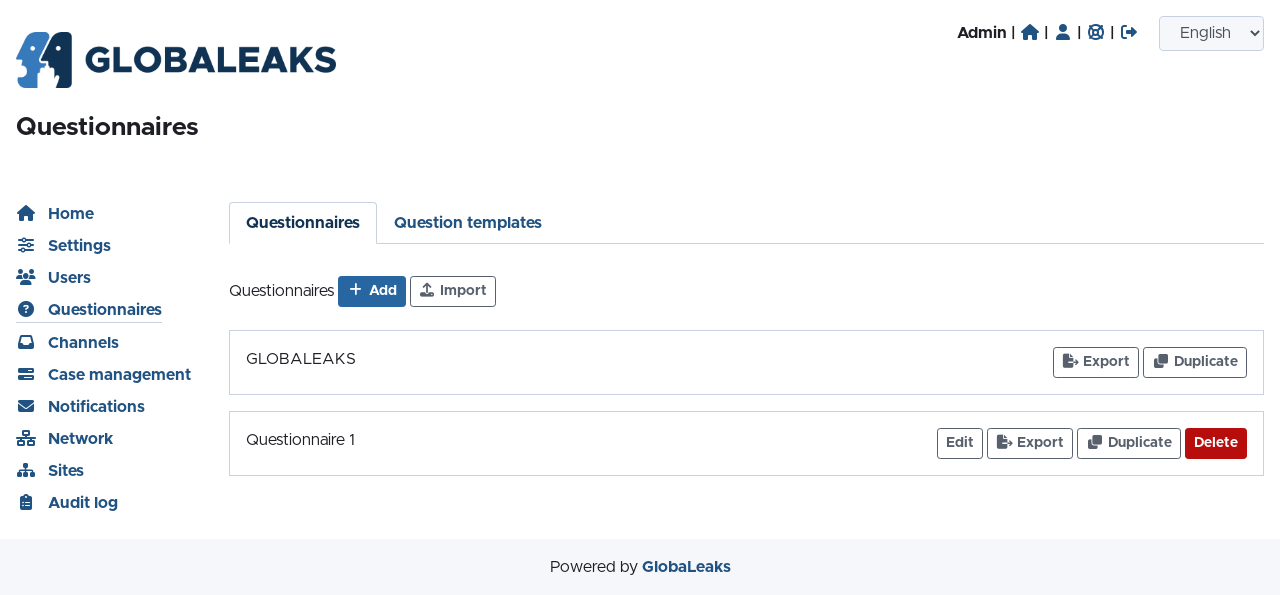 Admin | | | |
English
GLOBALEAKS
Questionnaires
Home
Settings
Users
Questionnaires
Channels
Case management
Notifications
Network
Sites
Audit log
Questionnaires Question templates
Questionnaires Add Import
GLOBALEAKS Export Duplicate
Questionnaire 1 Edit Export Duplicate Delete
Powered by GlobaLeaks